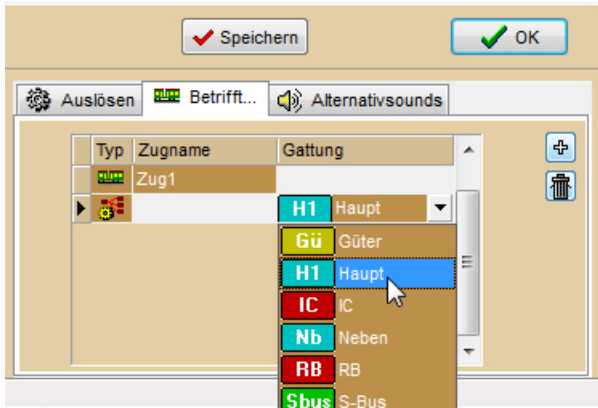 Speichern
OK
Auslösen Betrifft... Alternativsounds
Typ Zugname Gattung
Zug1
H1 Haupt
Gü Güter
H1 Haupt
IC IC
Nb Neben
RB RB
Sbus S-Bus